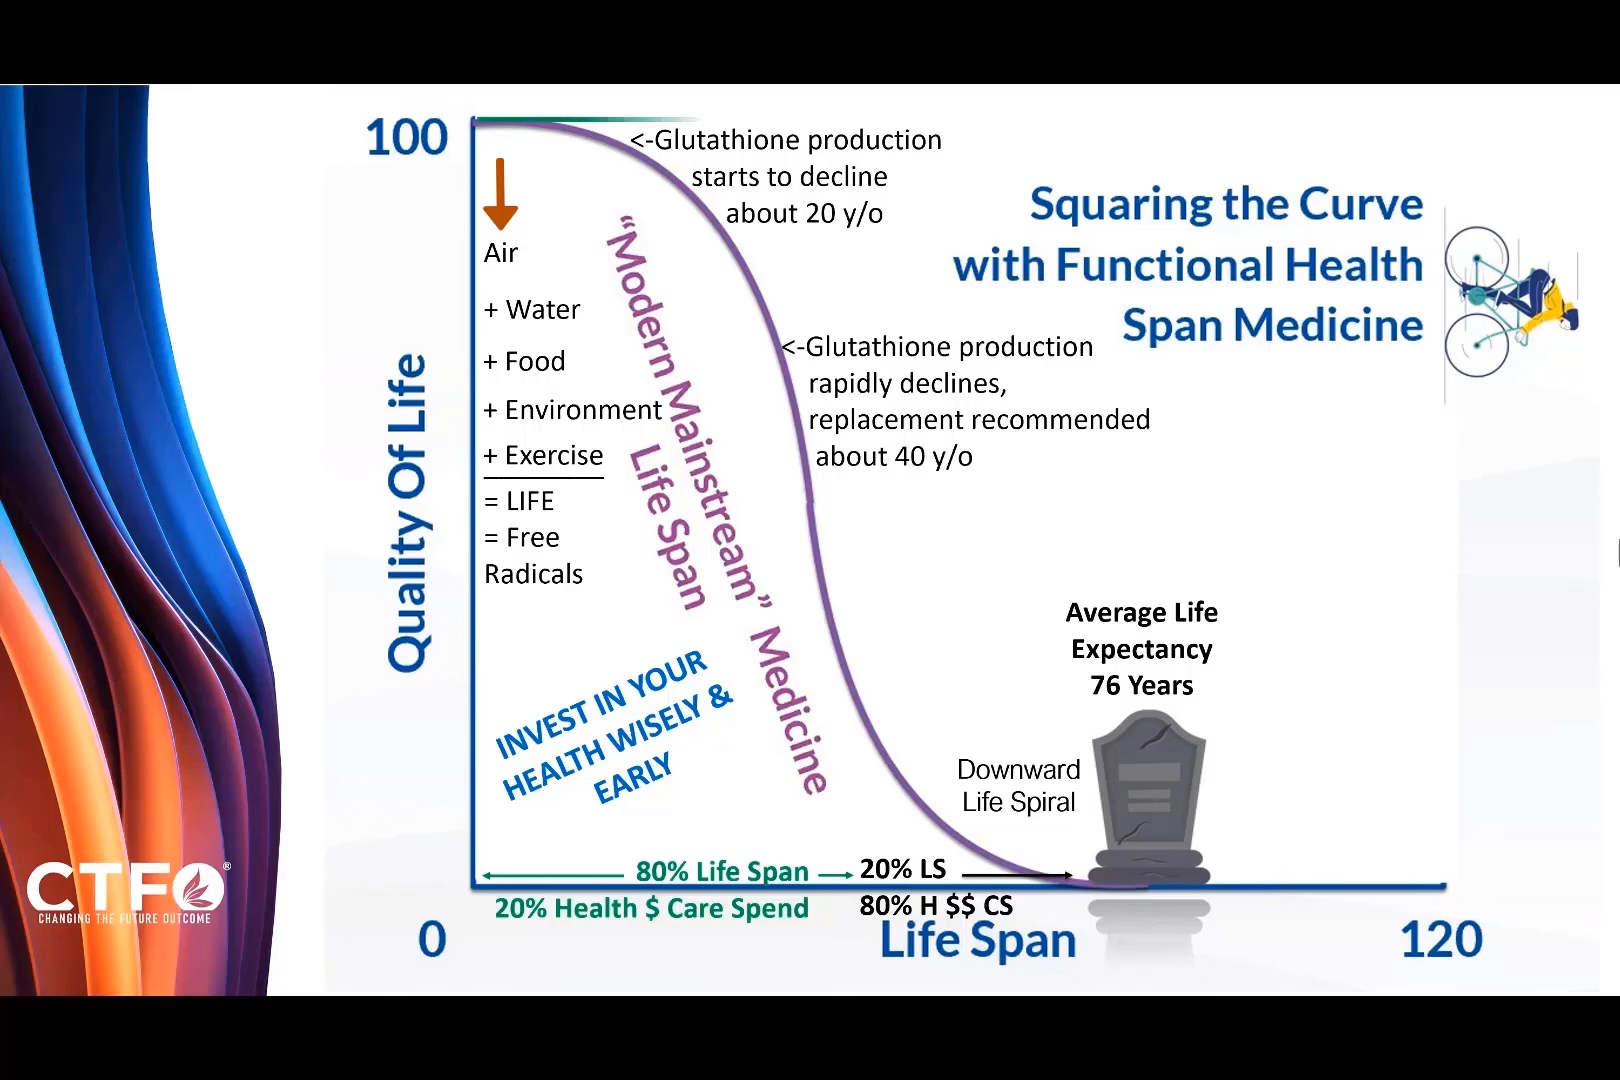 100
<-Glutathione production
starts to decline
about 20 y/o
Squaring the Curve
with Functional Health
Span Medicine
Air
+ Water
+ Food
+ Environment
+ Exercise
= LIFE
= Free
Radicals
“Modern Mainstream” Medicine
Life Span
<-Glutathione production
rapidly declines,
replacement recommended
about 40 y/o
Quality Of Life
INVEST IN YOUR
HEALTH WISELY &
EARLY
Average Life
Expectancy
76 Years
Downward
Life Spiral
80% Life Span
20% LS
20% Health $ Care Spend
80% H $$ CS
0
Life Span
120
CTFO®
CHANGING THE FUTURE OUTCOME